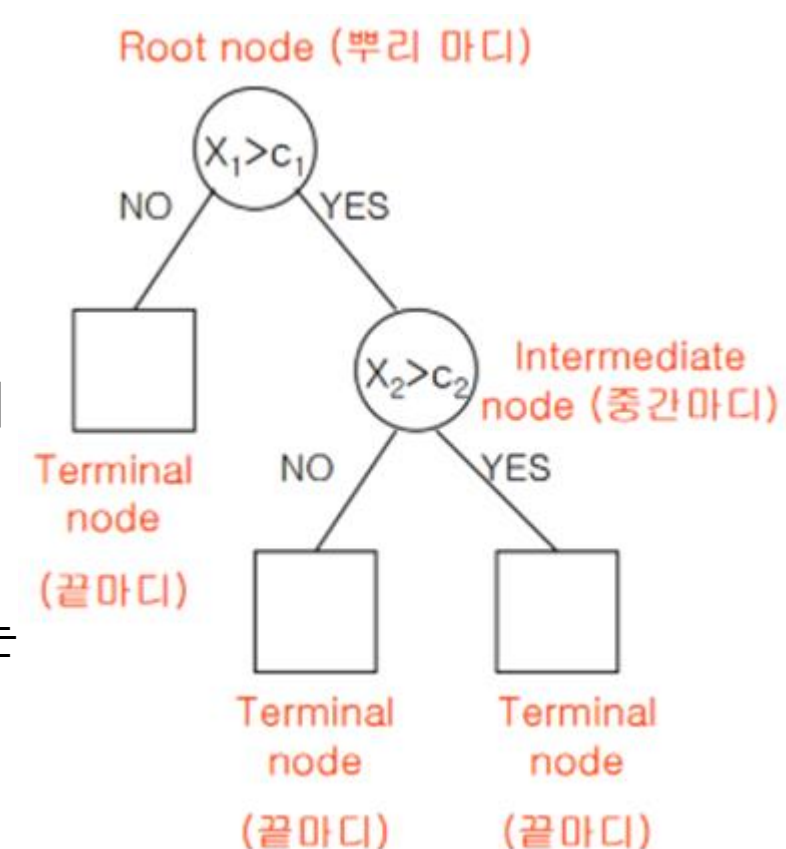 Root node (뿌리 마디)
X₁>c₁
NO
YES
X₂>c₂
Intermediate
node (중간마디)
Terminal
node
(끝마디)
NO
YES
Terminal
node
(끝마디)
Terminal
node
(끝마디)